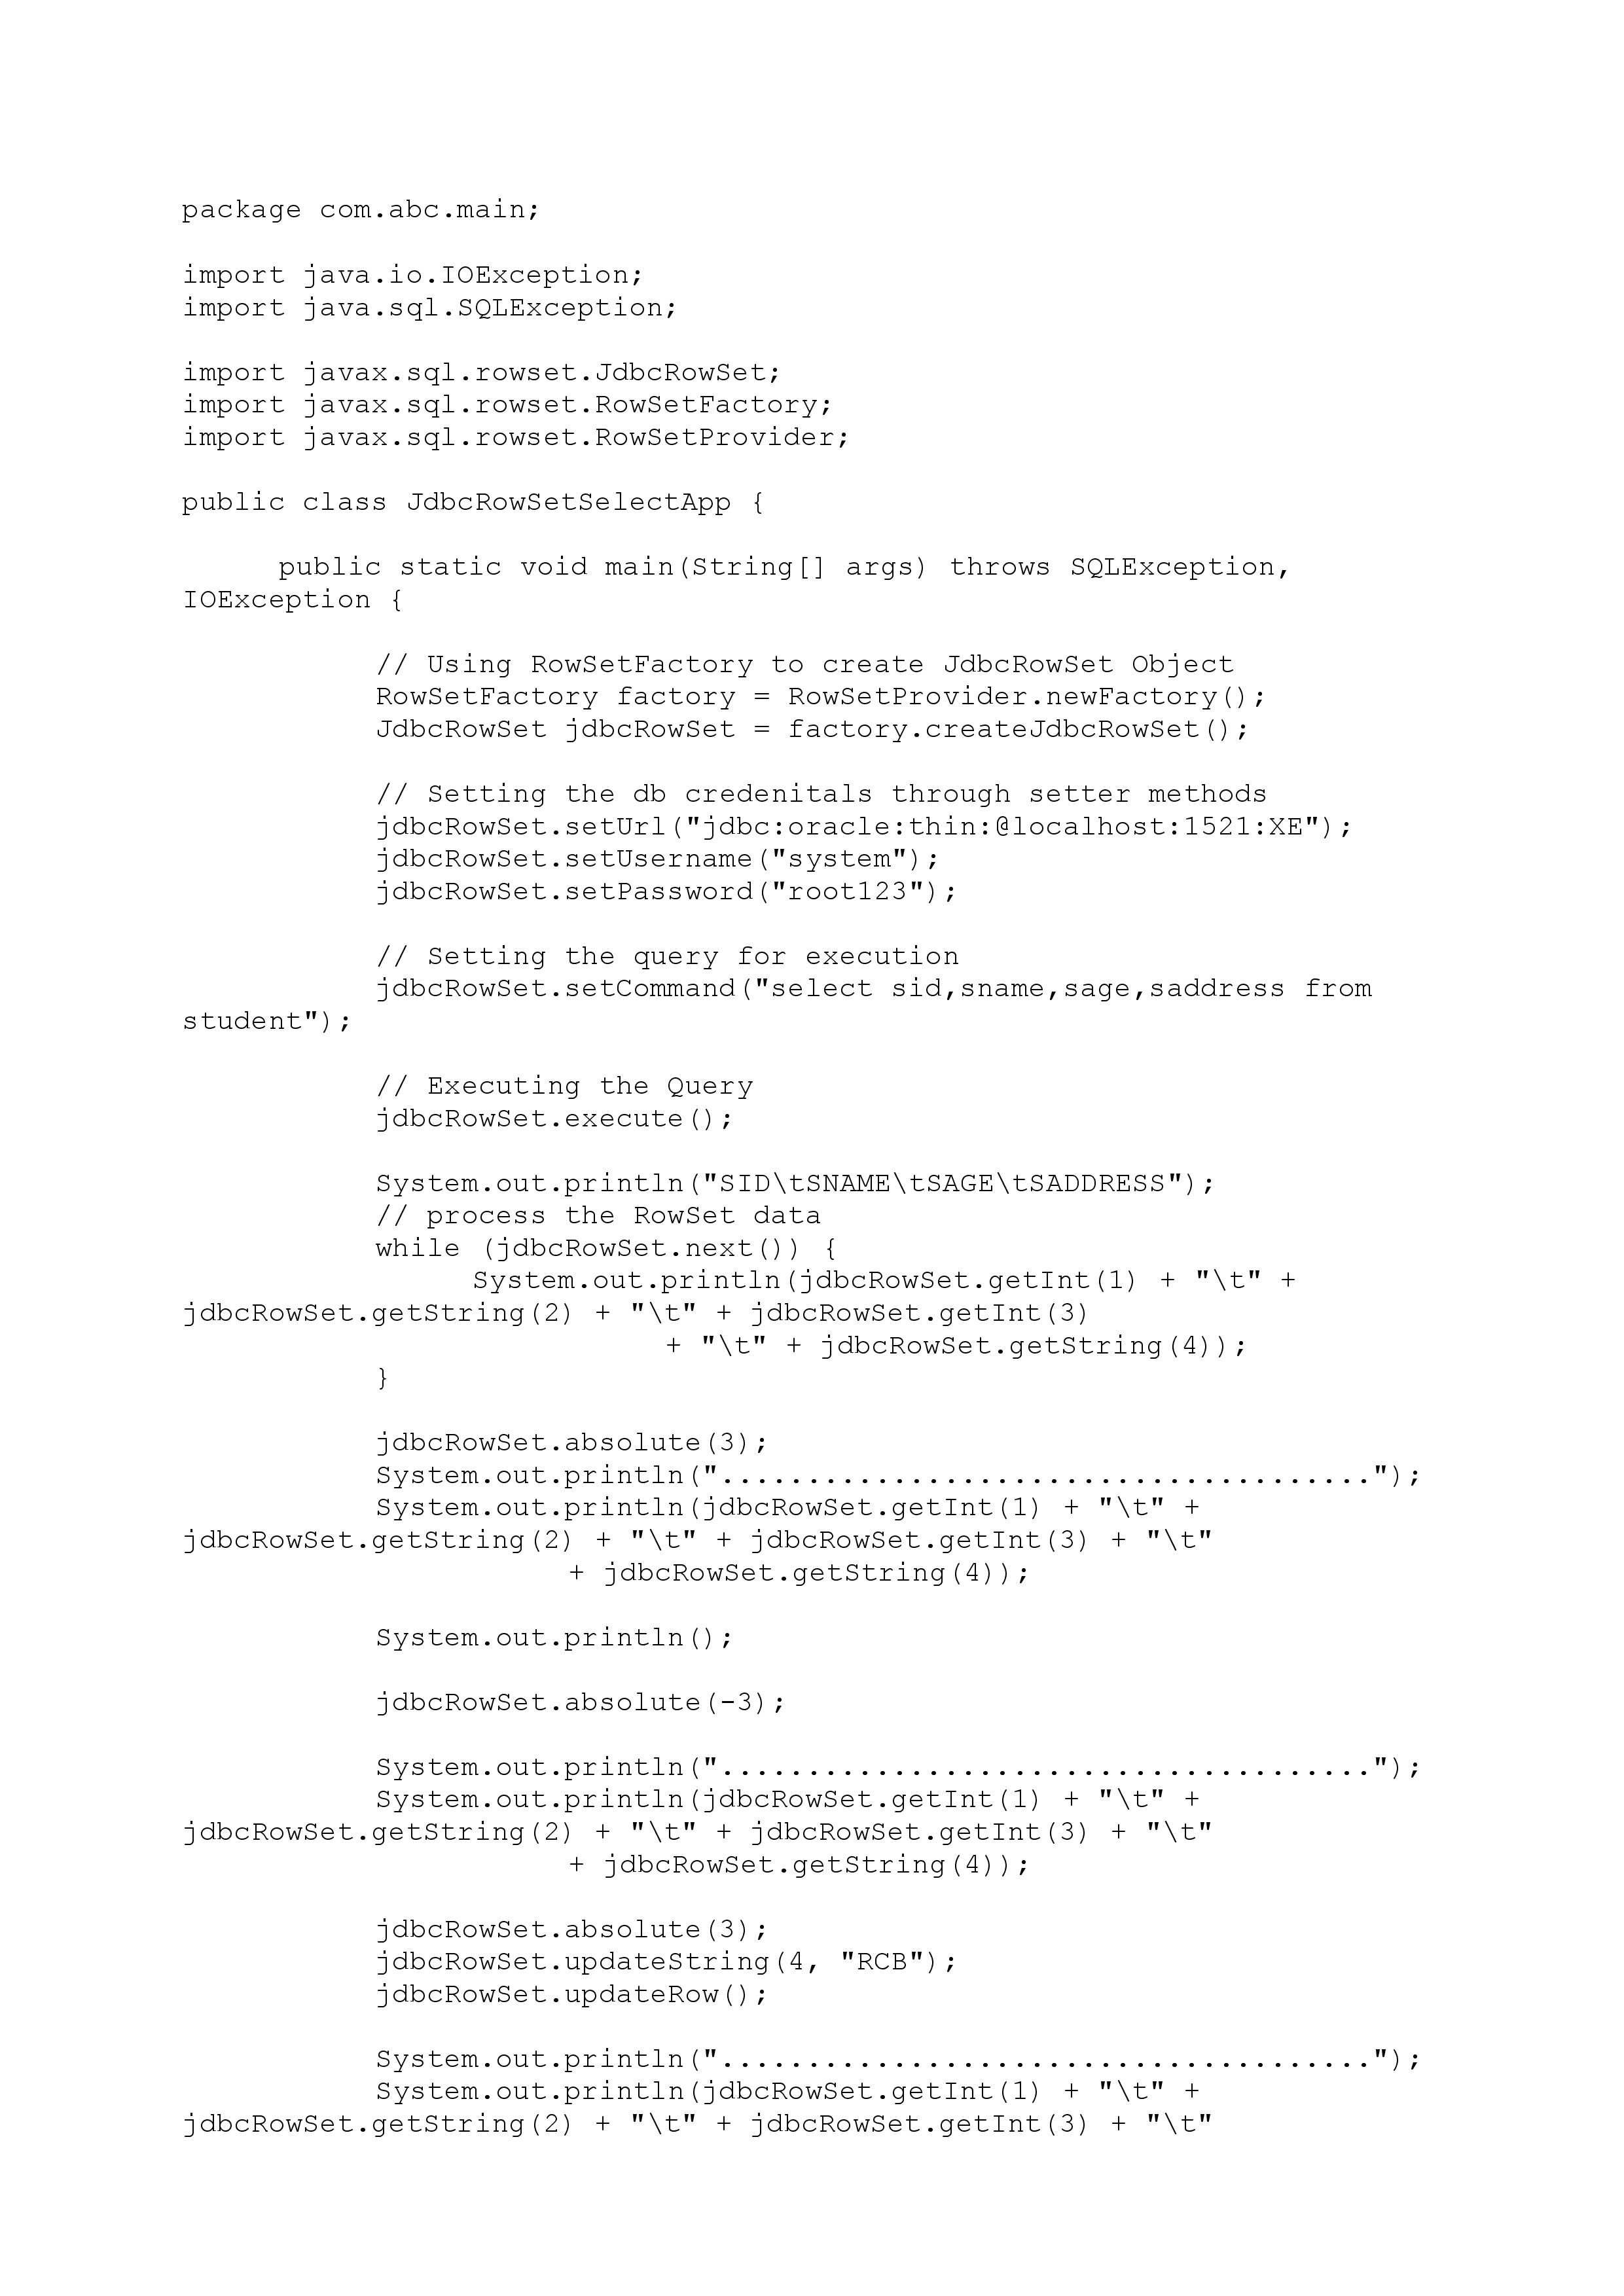 package com.abc.main;
import java.io.IOException;
import java.sql.SQLException;
import javax.sql.rowset.JdbcRowSet;
import javax.sql.rowset.RowSetFactory;
import javax.sql.rowset.RowSetProvider;
public class JdbcRowSetSelectApp {
public static void main(String[] args) throws SQLException,
IOException {
// Using RowSetFactory to create JdbcRowSet Object
RowSetFactory factory = RowSetProvider.newFactory();
JdbcRowSet jdbcRowSet = factory.createJdbcRowSet();
// Setting the db credenitals through setter methods
jdbcRowSet.setUrl("jdbc:oracle:thin:@localhost:1521:XE");
jdbcRowSet.setUsername("system");
jdbcRowSet.setPassword("root123");
// Setting the query for execution
jdbcRowSet.setCommand("select sid,sname,sage,saddress from
student");
// Executing the Query
jdbcRowSet.execute();
System.out.println("SID\tSNAME\tSAGE\tSADDRESS");
// process the RowSet data
while (jdbcRowSet.next()) {
System.out.println(jdbcRowSet.getInt(1) + "\t" +
jdbcRowSet.getString(2) + "\t" + jdbcRowSet.getInt(3)
+ "\t" + jdbcRowSet.getString(4));
}
jdbcRowSet.absolute(3);
System.out.println("......................................");
System.out.println(jdbcRowSet.getInt(1) + "\t" +
jdbcRowSet.getString(2) + "\t" + jdbcRowSet.getInt(3) + "\t"
+ jdbcRowSet.getString(4));
System.out.println();
jdbcRowSet.absolute(-3);
System.out.println("......................................");
System.out.println(jdbcRowSet.getInt(1) + "\t" +
jdbcRowSet.getString(2) + "\t" + jdbcRowSet.getInt(3) + "\t"
+ jdbcRowSet.getString(4));
jdbcRowSet.absolute(3);
jdbcRowSet.updateString(4, "RCB");
jdbcRowSet.updateRow();
System.out.println("......................................");
System.out.println(jdbcRowSet.getInt(1) + "\t" +
jdbcRowSet.getString(2) + "\t" + jdbcRowSet.getInt(3) + "\t"